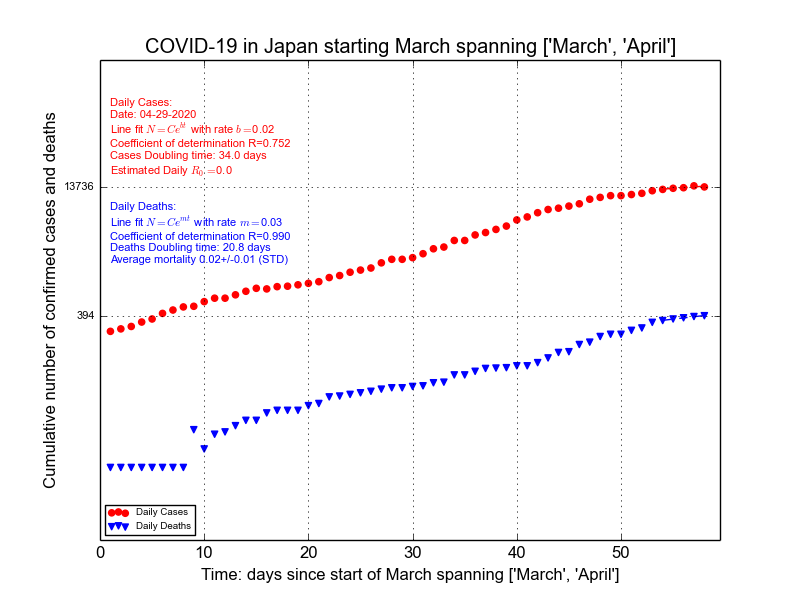 COVID-19 in Japan starting March spanning ['March', 'April']
Daily Cases:
Date: 04-29-2020
Line fit N = Ce^{bt} with rate b =0.02
Coefficient of determination R=0.752
Cases Doubling time: 34.0 days
Estimated Daily R_0 =0.0
Daily Deaths:
Line fit N = Ce^{mt} with rate m =0.03
Coefficient of determination R=0.990
Deaths Doubling time: 20.8 days
Average mortality 0.02+/-0.01 (STD)
13736
394
Cumulative number of confirmed cases and deaths
Daily Cases
Daily Deaths
0 10 20 30 40 50
Time: days since start of March spanning ['March', 'April']